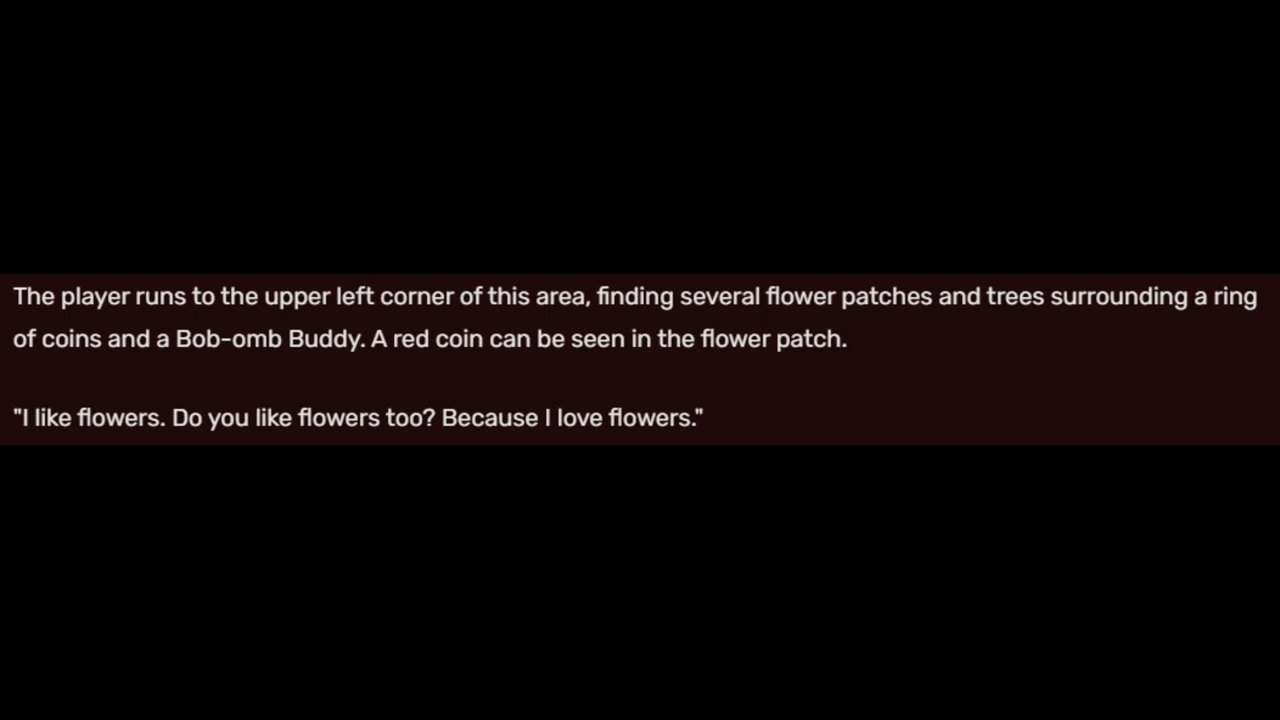 The player runs to the upper left corner of this area, finding several flower patches and trees surrounding a ring
of coins and a Bob-omb Buddy. A red coin can be seen in the flower patch.
"I like flowers. Do you like flowers too? Because I love flowers."